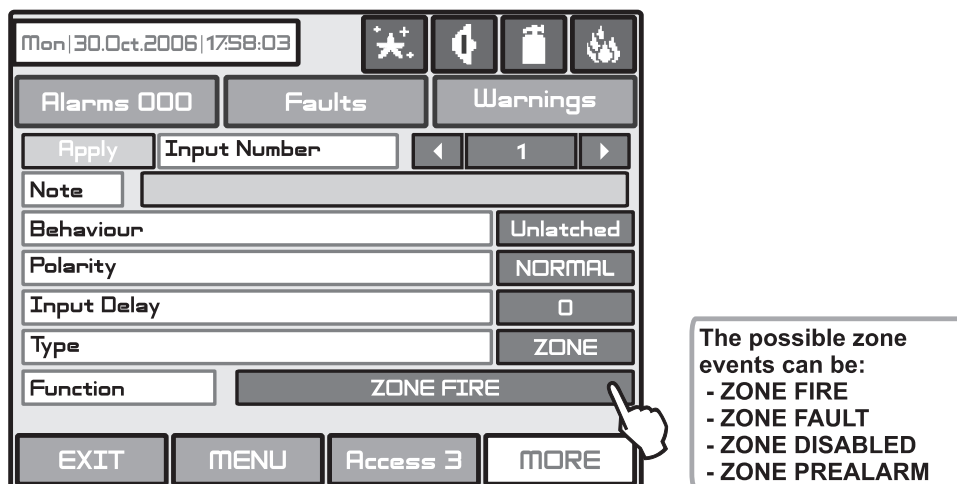 Mon|30.Oct.2006|17:58:03
Alarms 000 Faults Warnings
Apply Input Number 1
Note
Behaviour Unlatched
Polarity NORMAL
Input Delay 0
Type ZONE
Function ZONE FIRE
EXIT MENU Access 3 MORE
The possible zone
events can be:
- ZONE FIRE
- ZONE FAULT
- ZONE DISABLED
- ZONE PREALARM